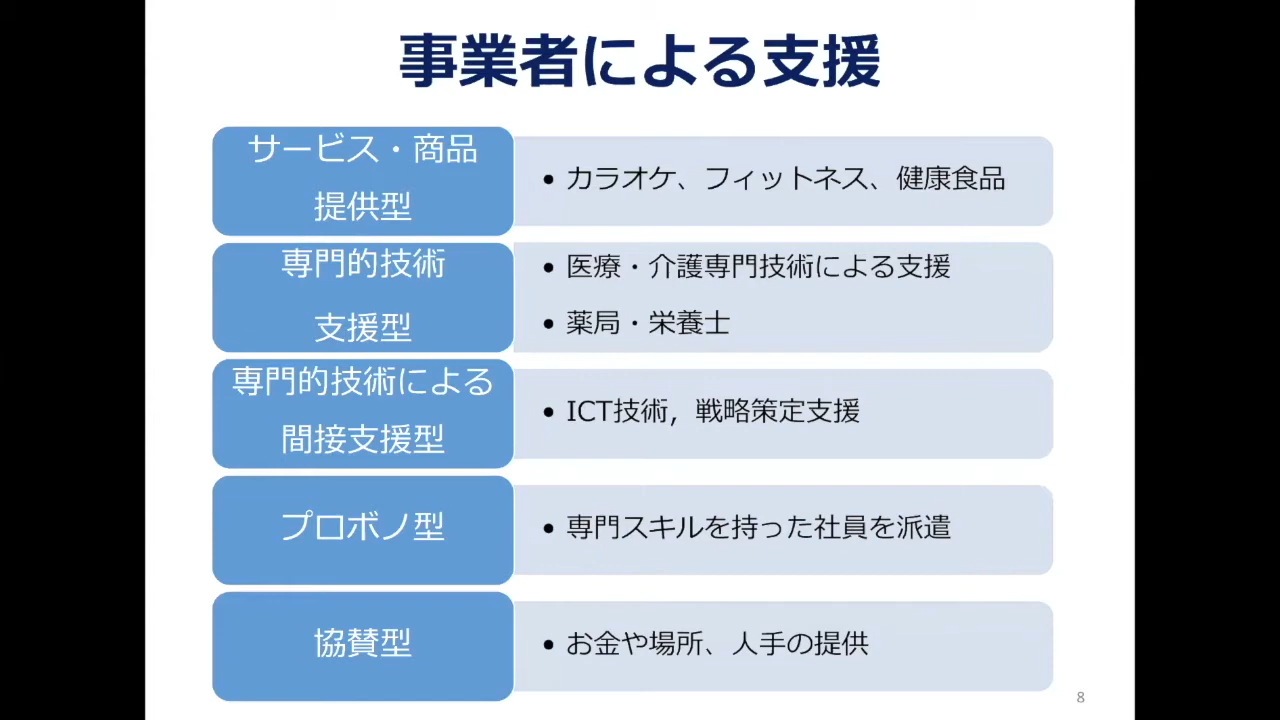 事業者による支援
サービス・商品
提供型
• カラオケ、フィットネス、健康食品
専門的技術
支援型
• 医療・介護専門技術による支援
• 薬局・栄養士
専門的技術による
間接支援型
• ICT技術，戦略策定支援
プロボノ型
• 専門スキルを持った社員を派遣
協賛型
• お金や場所、人手の提供
8